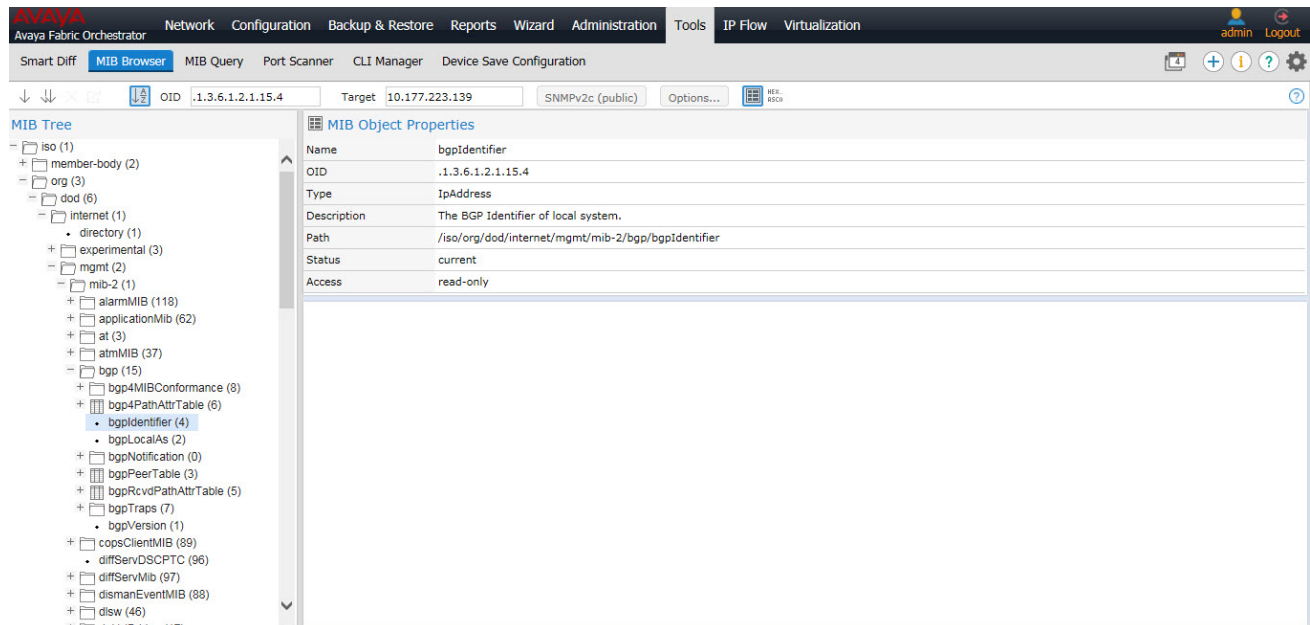 AVAYA
Avaya Fabric Orchestrator
Network Configuration Backup & Restore Reports Wizard Administration Tools IP Flow Virtualization
admin Logout
Smart Diff MIB Browser MIB Query Port Scanner CLI Manager Device Save Configuration
4
OID .1.3.6.1.2.1.15.4 Target 10.177.223.139 SNMPv2c (public) Options... HEX.. ASCII
MIB Tree
iso (1)
member-body (2)
org (3)
dod (6)
internet (1)
directory (1)
experimental (3)
mgmt (2)
mib-2 (1)
alarmMIB (118)
applicationMib (62)
at (3)
atmMIB (37)
bgp (15)
bgp4MIBConformance (8)
bgp4PathAttrTable (6)
bgpIdentifier (4)
bgpLocalAs (2)
bgpNotification (0)
bgpPeerTable (3)
bgpRcvdPathAttrTable (5)
bgpTraps (7)
bgpVersion (1)
copsClientMIB (89)
diffServDSCPTC (96)
diffServMib (97)
dismanEventMIB (88)
dlsw (46)
MIB Object Properties
Name bgpIdentifier
OID .1.3.6.1.2.1.15.4
Type IpAddress
Description The BGP Identifier of local system.
Path /iso/org/dod/internet/mgmt/mib-2/bgp/bgpIdentifier
Status current
Access read-only